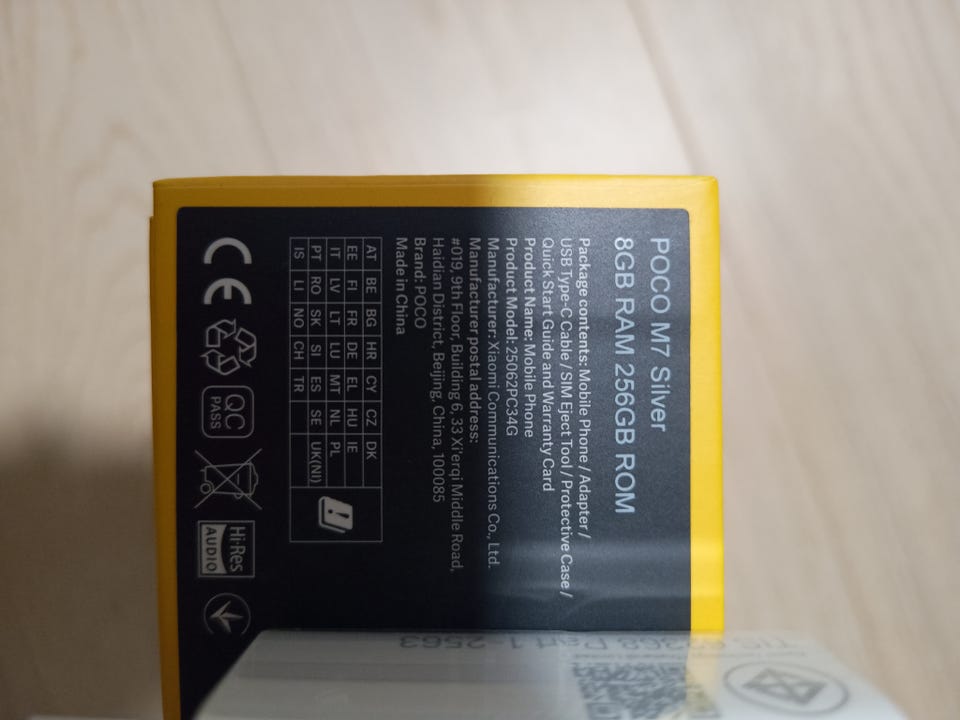 POCO M7 Silver
8GB RAM 256GB ROM
Package contents: Mobile Phone / Adapter /
USB Type-C Cable / SIM Eject Tool / Protective Case /
Quick Start Guide and Warranty Card
Product Name: Mobile Phone
Product Model: 25062PC34G
Manufacturer: Xiaomi Communications Co., Ltd.
Manufacturer postal address:
#019, 9th Floor, Building 6, 33 Xi'erqi Middle Road,
Haidian District, Beijing, China, 100085
Brand: POCO
Made in China
AT BE BG HR CY CZ DK
EE FI FR DE EL HU IE
IT LV LT LU MT NL PL
PT RO SK SI ES SE UK(NI)
IS LI NO CH TR
CE
QC
PASS
Hi-Res
AUDIO
TIS 62368 Part 1-2563